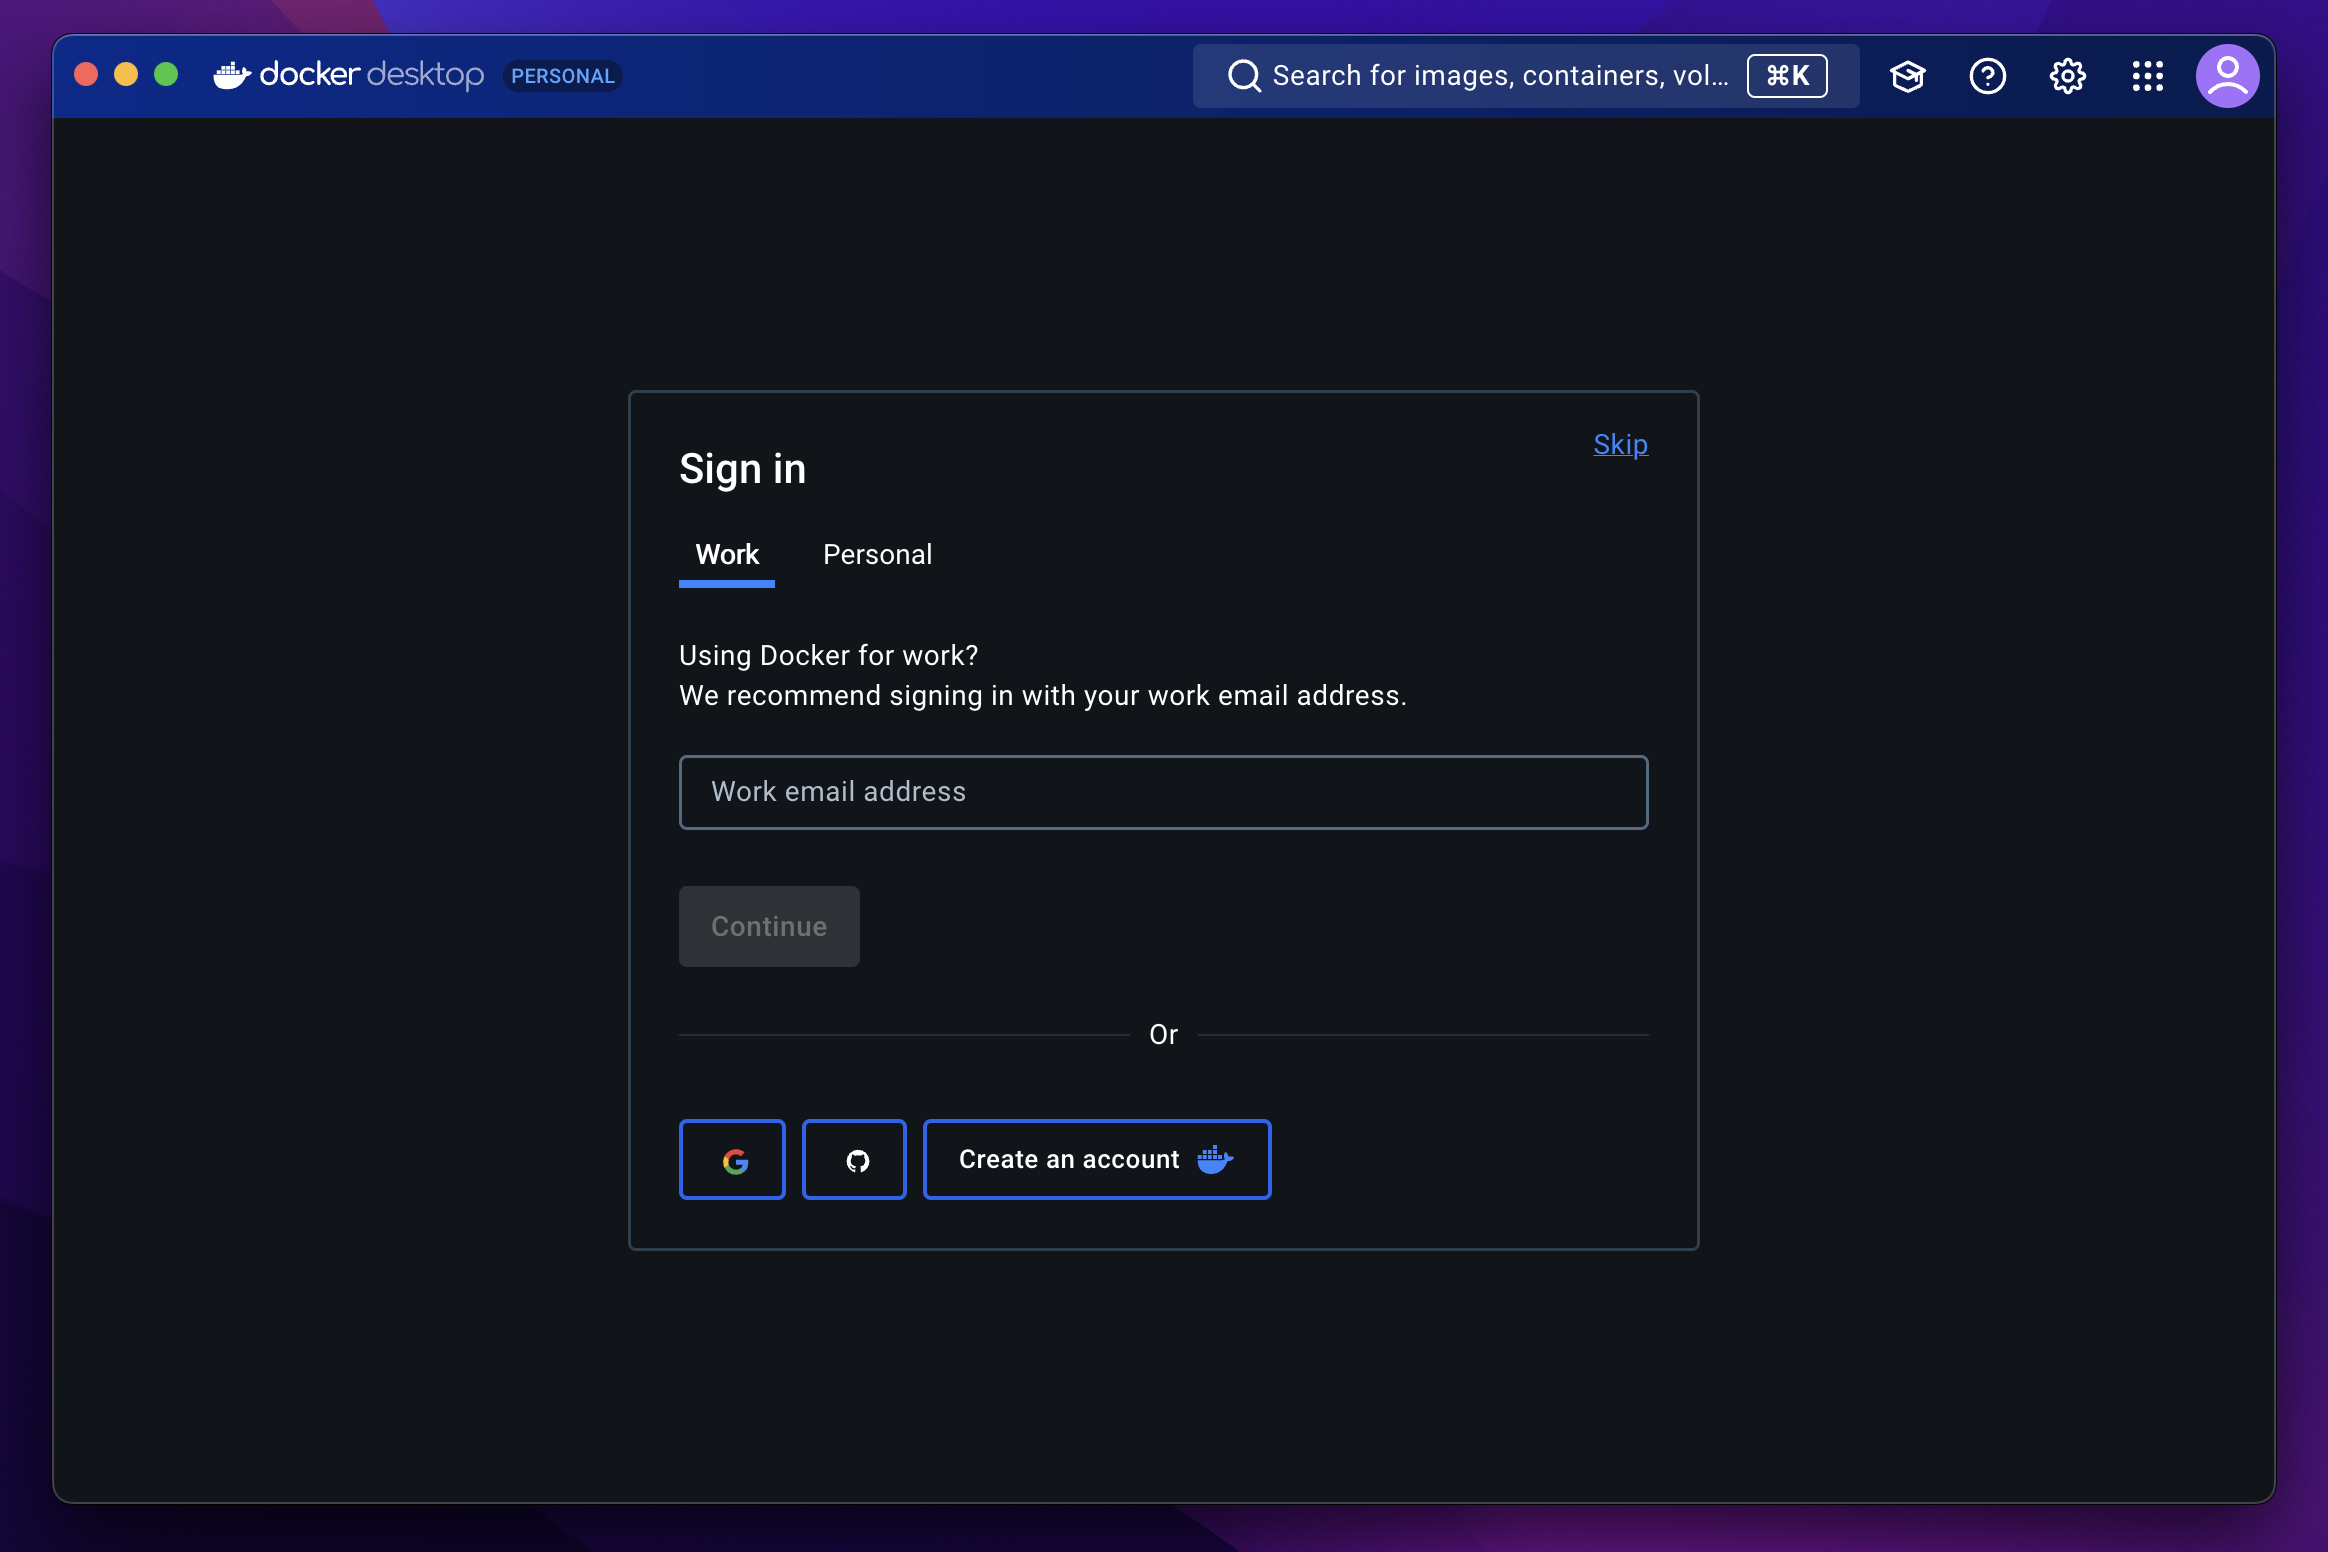 docker desktop PERSONAL
Search for images, containers, vol... ⌘K
Skip
Sign in
Work Personal
Using Docker for work?
We recommend signing in with your work email address.
Work email address
Continue
Or
Create an account